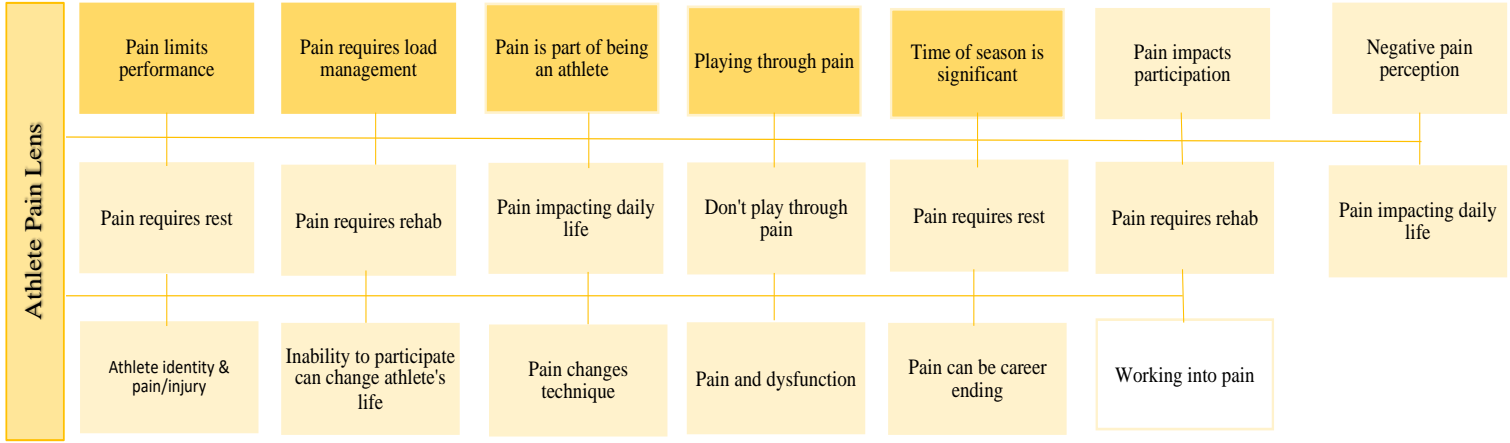 Athlete Pain Lens
Pain limits
performance
Pain requires load
management
Pain is part of being
an athlete
Playing through pain
Time of season is
significant
Pain impacts
participation
Negative pain
perception
Pain requires rest
Pain requires rehab
Pain impacting daily
life
Don't play through
pain
Pain requires rest
Pain requires rehab
Pain impacting daily
life
Athlete identity &
pain/injury
Inability to participate
can change athlete's
life
Pain changes
technique
Pain and dysfunction
Pain can be career
ending
Working into pain